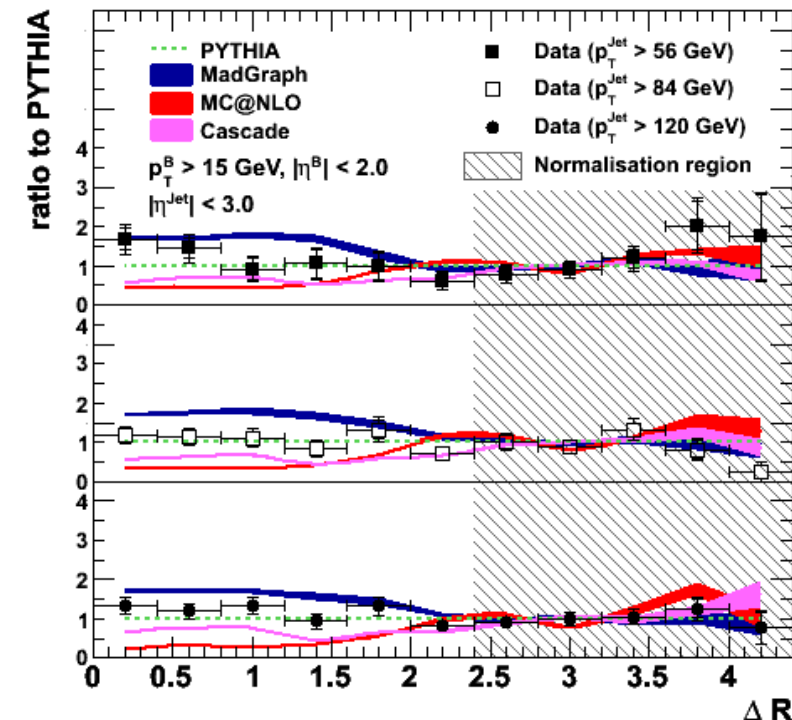 ratio to PYTHIA
PYTHIA
MadGraph
MC@NLO
Cascade
p_T^B > 15 GeV, |η^B| < 2.0
|η^Jet| < 3.0
Data (p_T^Jet > 56 GeV)
Data (p_T^Jet > 84 GeV)
Data (p_T^Jet > 120 GeV)
Normalisation region
4
3
2
1
0
4
3
2
1
0
4
3
2
1
0
0 0.5 1 1.5 2 2.5 3 3.5 4
Δ R